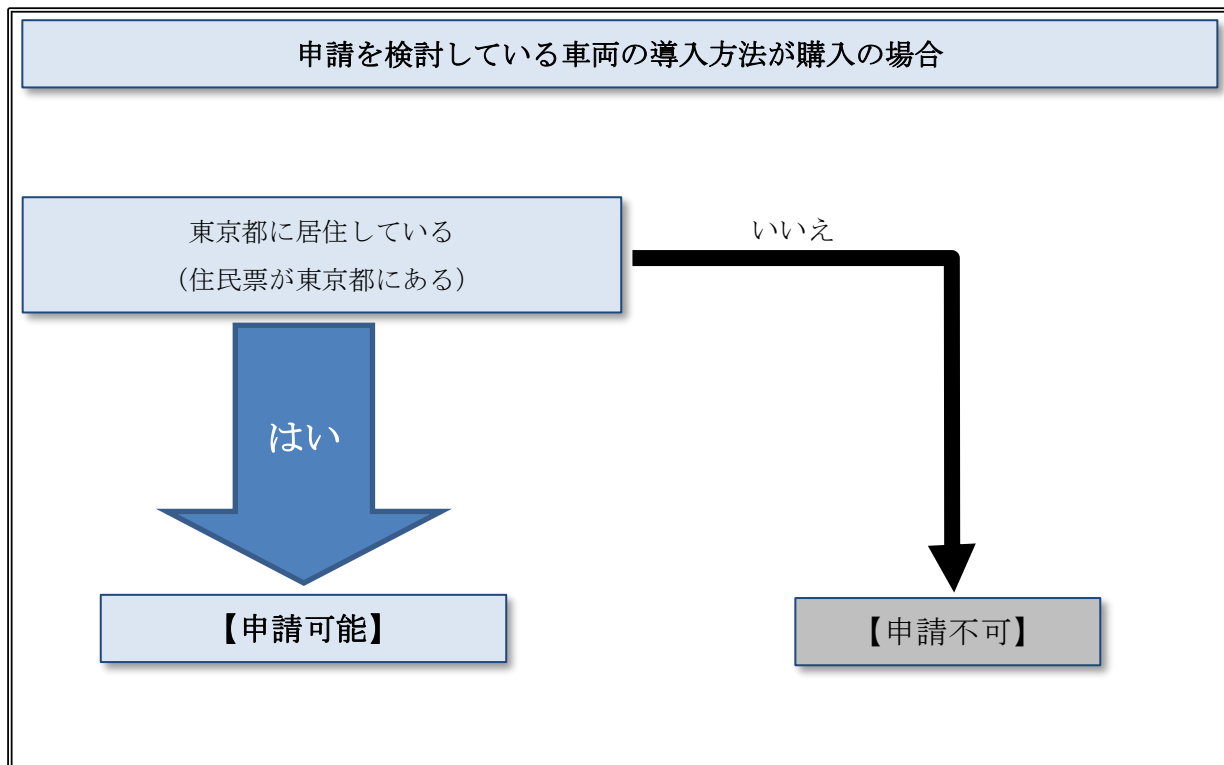 申請を検討している車両の導入方法が購入の場合
東京都に居住している
（住民票が東京都にある）
いいえ
はい
【申請可能】
【申請不可】